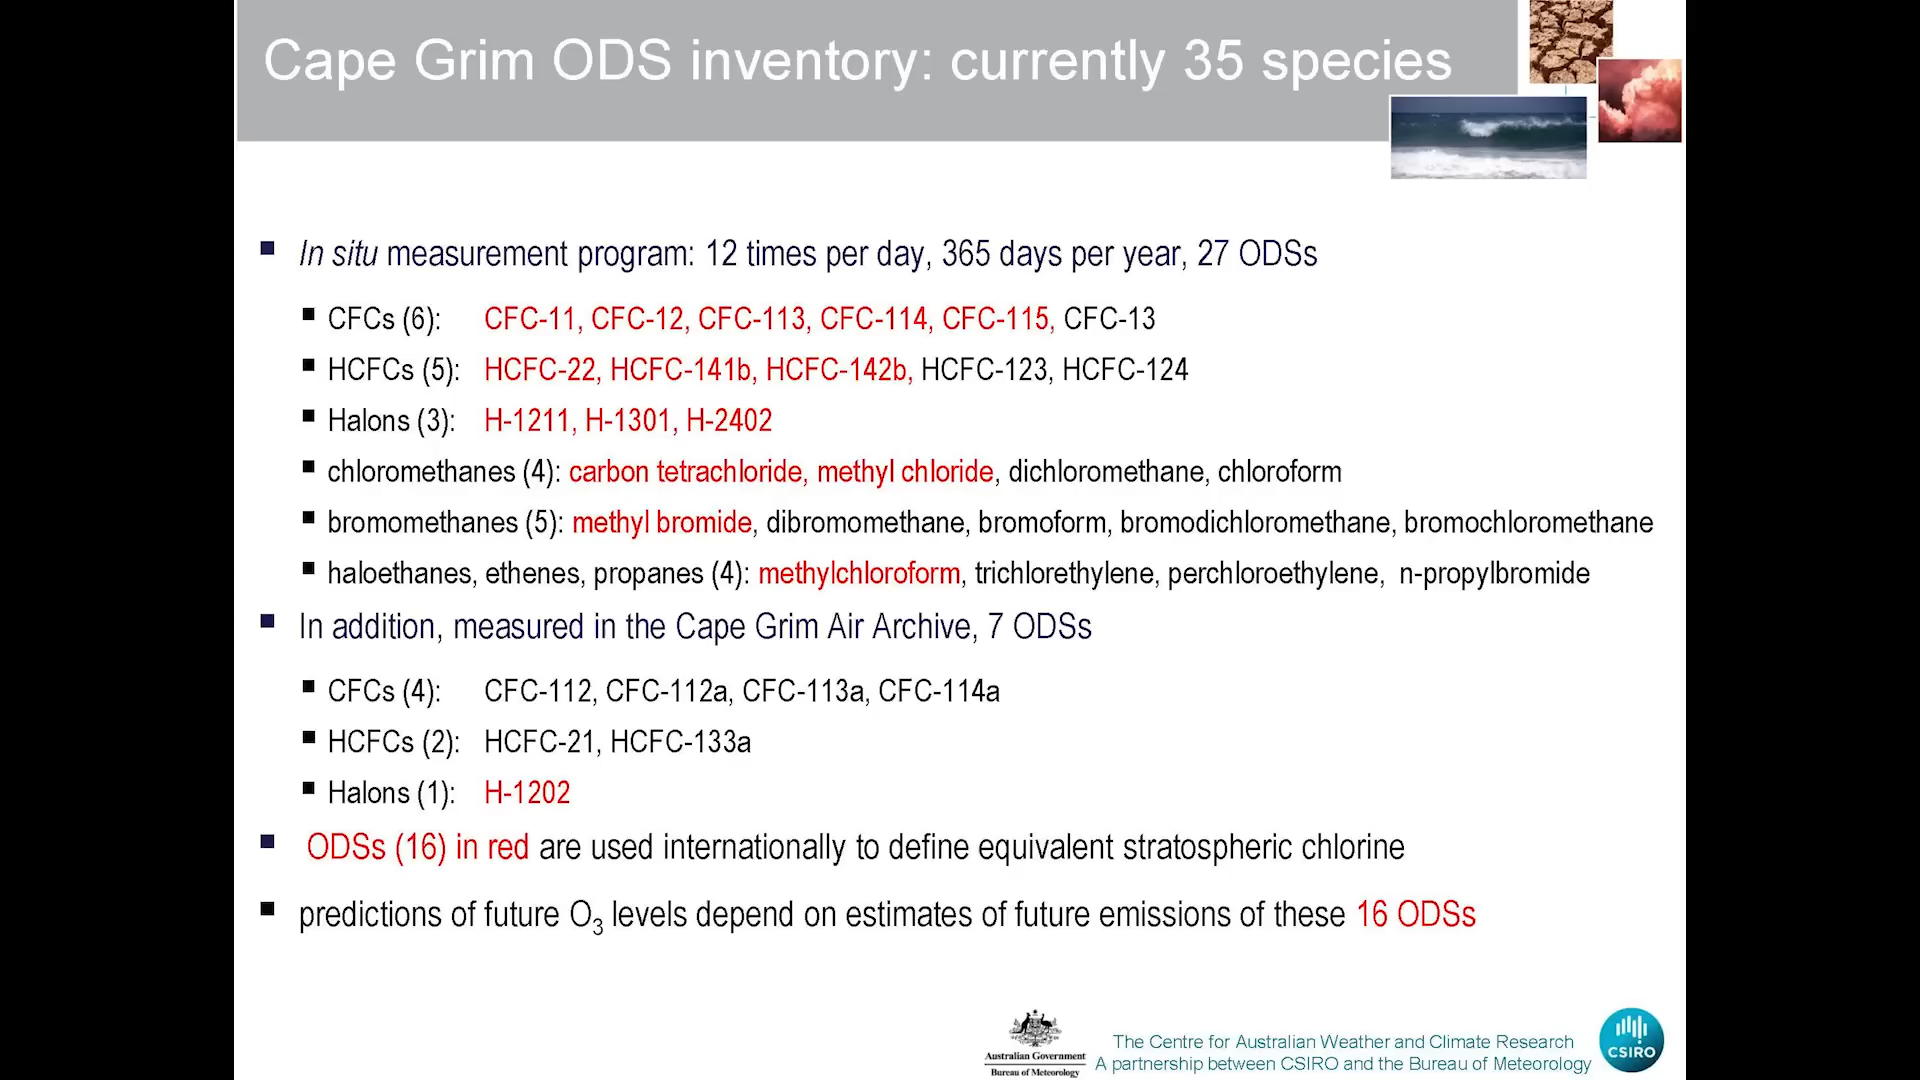 Cape Grim ODS inventory: currently 35 species
In situ measurement program: 12 times per day, 365 days per year, 27 ODSs
CFCs (6): CFC-11, CFC-12, CFC-113, CFC-114, CFC-115, CFC-13
HCFCs (5): HCFC-22, HCFC-141b, HCFC-142b, HCFC-123, HCFC-124
Halons (3): H-1211, H-1301, H-2402
chloromethanes (4): carbon tetrachloride, methyl chloride, dichloromethane, chloroform
bromomethanes (5): methyl bromide, dibromomethane, bromoform, bromodichloromethane, bromochloromethane
haloethanes, ethenes, propanes (4): methylchloroform, trichlorethylene, perchloroethylene, n-propylbromide
In addition, measured in the Cape Grim Air Archive, 7 ODSs
CFCs (4): CFC-112, CFC-112a, CFC-113a, CFC-114a
HCFCs (2): HCFC-21, HCFC-133a
Halons (1): H-1202
ODSs (16) in red are used internationally to define equivalent stratospheric chlorine
predictions of future O3 levels depend on estimates of future emissions of these 16 ODSs
Australian Government
Bureau of Meteorology
The Centre for Australian Weather and Climate Research
A partnership between CSIRO and the Bureau of Meteorology
CSIRO